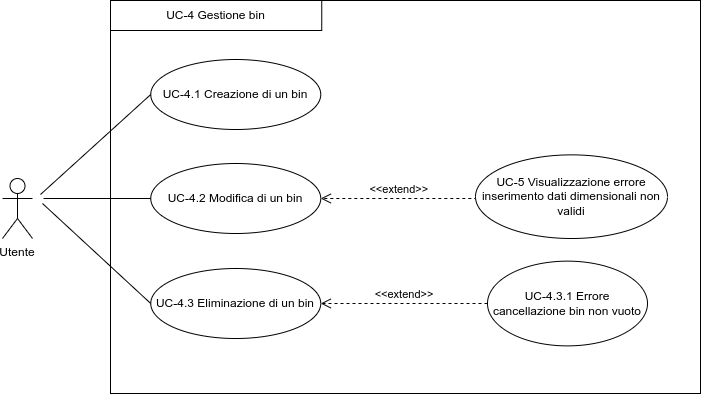 UC-4 Gestione bin
UC-4.1 Creazione di un bin
<<extend>>
UC-5 Visualizzazione errore
inserimento dati dimensionali non
validi
UC-4.2 Modifica di un bin
Utente
<<extend>>
UC-4.3 Eliminazione di un bin
UC-4.3.1 Errore
cancellazione bin non vuoto